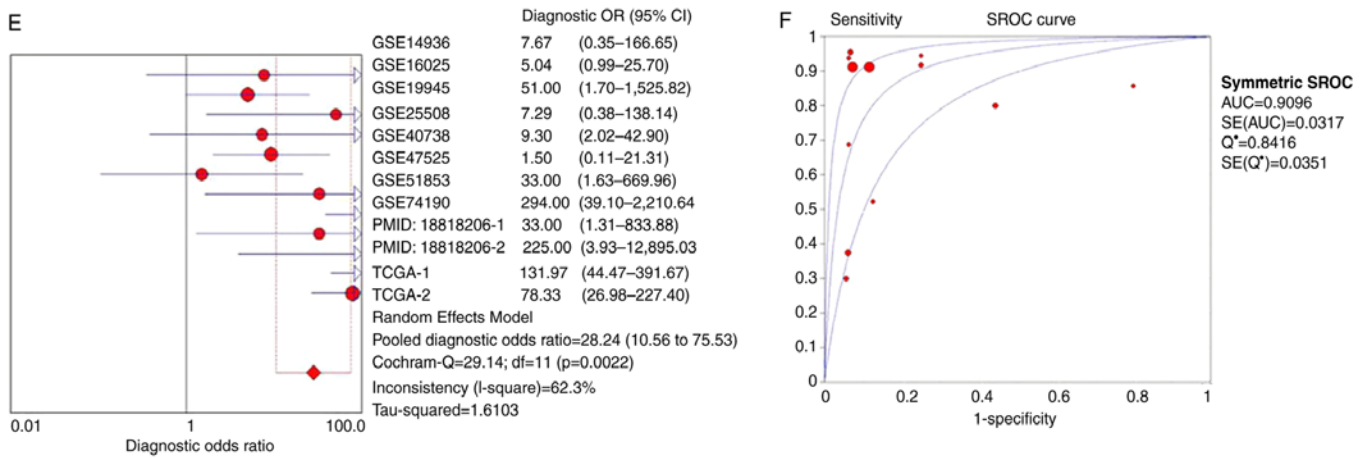 E
Diagnostic OR (95% CI)
GSE14936 7.67 (0.35–166.65)
GSE16025 5.04 (0.99–25.70)
GSE19945 51.00 (1.70–1,525.82)
GSE25508 7.29 (0.38–138.14)
GSE40738 9.30 (2.02–42.90)
GSE47525 1.50 (0.11–21.31)
GSE51853 33.00 (1.63–669.96)
GSE74190 294.00 (39.10–2,210.64
PMID: 18818206-1 33.00 (1.31–833.88)
PMID: 18818206-2 225.00 (3.93–12,895.03
TCGA-1 131.97 (44.47–391.67)
TCGA-2 78.33 (26.98–227.40)
Random Effects Model
Pooled diagnostic odds ratio=28.24 (10.56 to 75.53)
Cochram-Q=29.14; df=11 (p=0.0022)
Inconsistency (I-square)=62.3%
Tau-squared=1.6103
0.01 1 100.0
Diagnostic odds ratio
F
Sensitivity SROC curve
1
0.9
0.8
0.7
0.6
0.5
0.4
0.3
0.2
0.1
0
0 0.2 0.4 0.6 0.8 1
1-specificity
Symmetric SROC
AUC=0.9096
SE(AUC)=0.0317
Q*=0.8416
SE(Q*)=0.0351